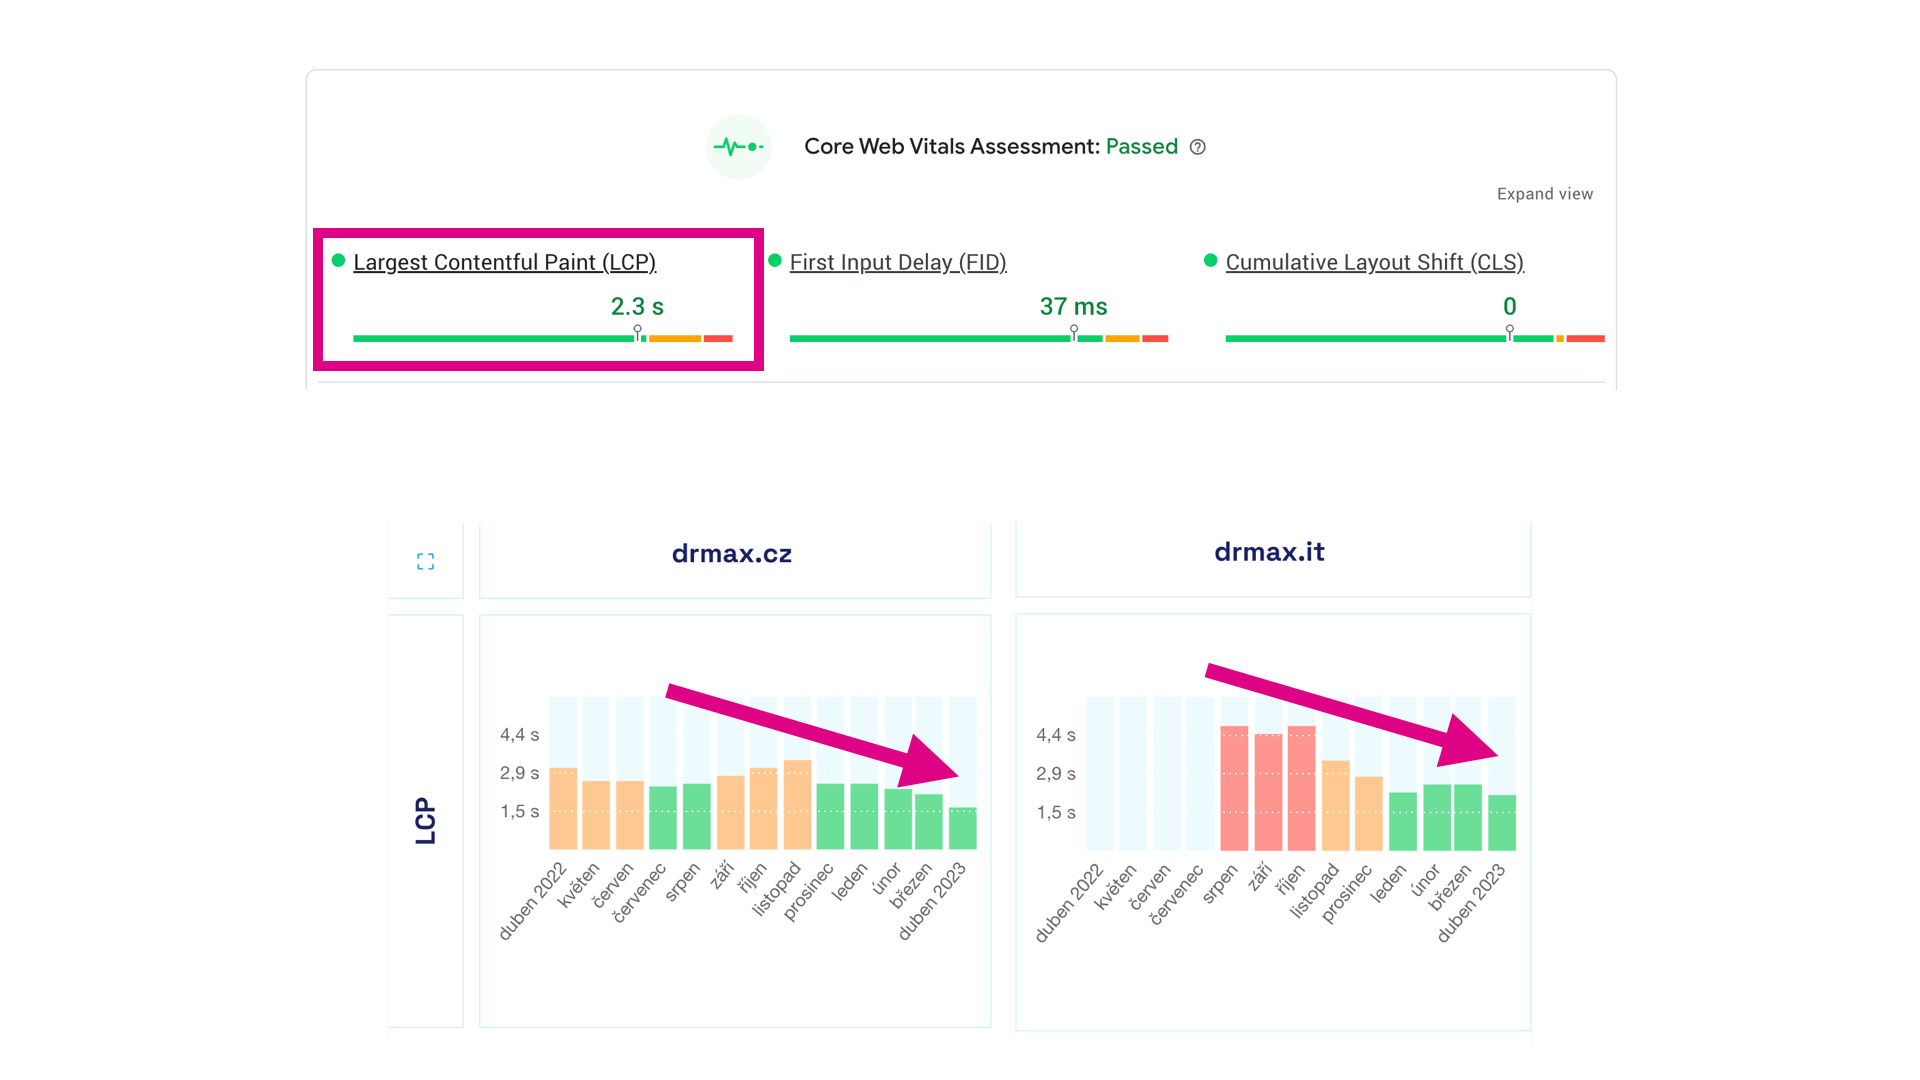 Core Web Vitals Assessment: Passed
Expand view
Largest Contentful Paint (LCP)
2.3 s
First Input Delay (FID)
37 ms
Cumulative Layout Shift (CLS)
0
drmax.cz
drmax.it
LCP
4,4 s
2,9 s
1,5 s
duben 2022
květen
červen
červenec
srpen
září
říjen
listopad
prosinec
leden
únor
březen
duben 2023
4,4 s
2,9 s
1,5 s
duben 2022
květen
červen
červenec
srpen
září
říjen
listopad
prosinec
leden
únor
březen
duben 2023